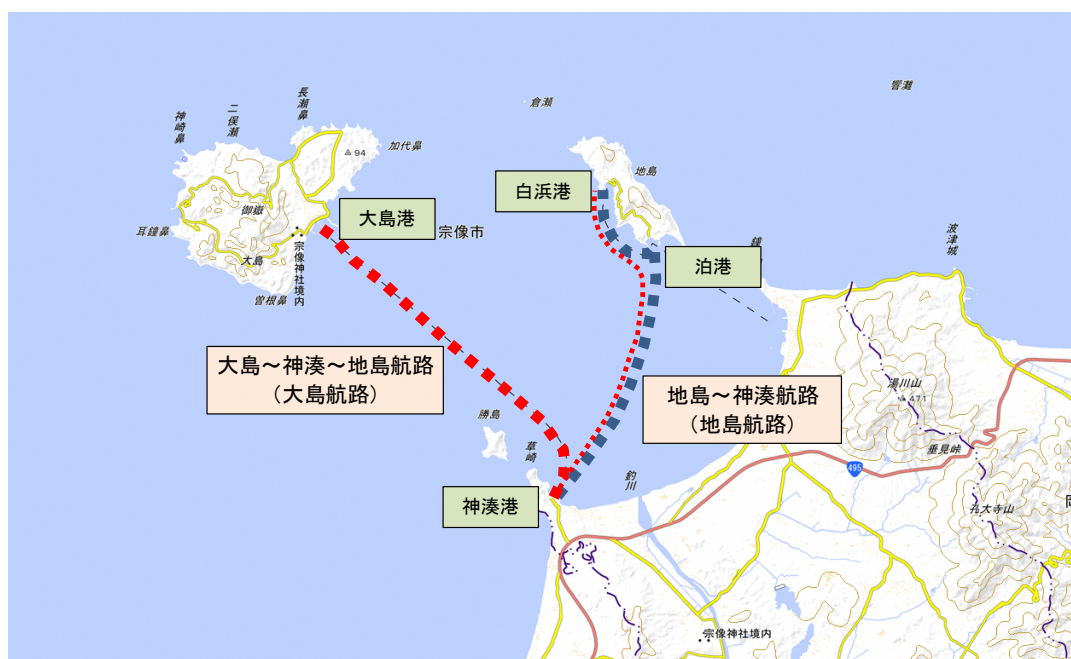 響灘
倉瀬
長瀬鼻
二俣瀬
神崎鼻
加代鼻
94
地島
白浜港
御嶽
大島港
宗像市
耳鐘鼻
宗像神社境内
大島
曽根鼻
波津城
鐘
泊港
大島~神湊~地島航路
(大島航路)
地島~神湊航路
(地島航路)
湯川山
471
勝島
草崎
垂見峠
495
釣川
神湊港
孔大寺山
岡
宗像神社境内